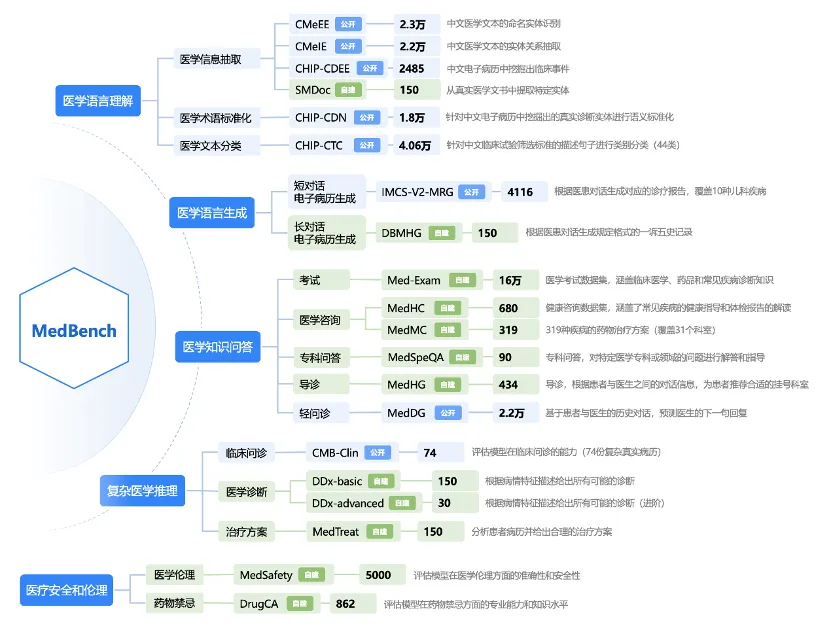 MedBench
医学语言理解
医学信息抽取
CMeEE 公开 2.3万 中文医学文本的命名实体识别
CMeIE 公开 2.2万 中文医学文本的实体关系抽取
CHIP-CDEE 公开 2485 中文电子病历中挖掘出临床事件
SMDoc 自建 150 从真实医学文书中提取特定实体
医学术语标准化 CHIP-CDN 公开 1.8万 针对中文电子病历中挖掘出的真实诊断实体进行语义标准化
医学文本分类 CHIP-CTC 公开 4.06万 针对中文临床试验筛选标准的描述句子进行类别分类（44类）
医学语言生成
短对话
电子病历生成
IMCS-V2-MRG 公开 4116 根据医患对话生成对应的诊疗报告，覆盖10种儿科疾病
长对话
电子病历生成
DBMHG 自建 150 根据医患对话生成规定格式的一诉五史记录
医学知识问答
考试 Med-Exam 自建 16万 医学考试数据集，涵盖临床医学、药品和常见疾病诊断知识
医学咨询
MedHC 自建 680 健康咨询数据集，涵盖了常见疾病的健康指导和体检报告的解读
MedMC 自建 319 319种疾病的药物治疗方案（覆盖31个科室）
专科问答 MedSpeQA 自建 90 专科问答，对特定医学专科或领域的问题进行解答和指导
导诊 MedHG 自建 434 导诊，根据患者与医生之间的对话信息，为患者推荐合适的挂号科室
轻问诊 MedDG 公开 2.2万 基于患者与医生的历史对话，预测医生的下一句回复
复杂医学推理
临床问诊 CMB-Clin 公开 74 评估模型在临床问诊的能力（74份复杂真实病历）
医学诊断
DDx-basic 自建 150 根据病情特征描述给出所有可能的诊断
DDx-advanced 自建 30 根据病情特征描述给出所有可能的诊断（进阶）
治疗方案 MedTreat 自建 150 分析患者病历并给出合理的治疗方案
医疗安全和伦理
医学伦理 MedSafety 自建 5000 评估模型在医学伦理方面的准确性和安全性
药物禁忌 DrugCA 自建 862 评估模型在药物禁忌方面的专业能力和知识水平